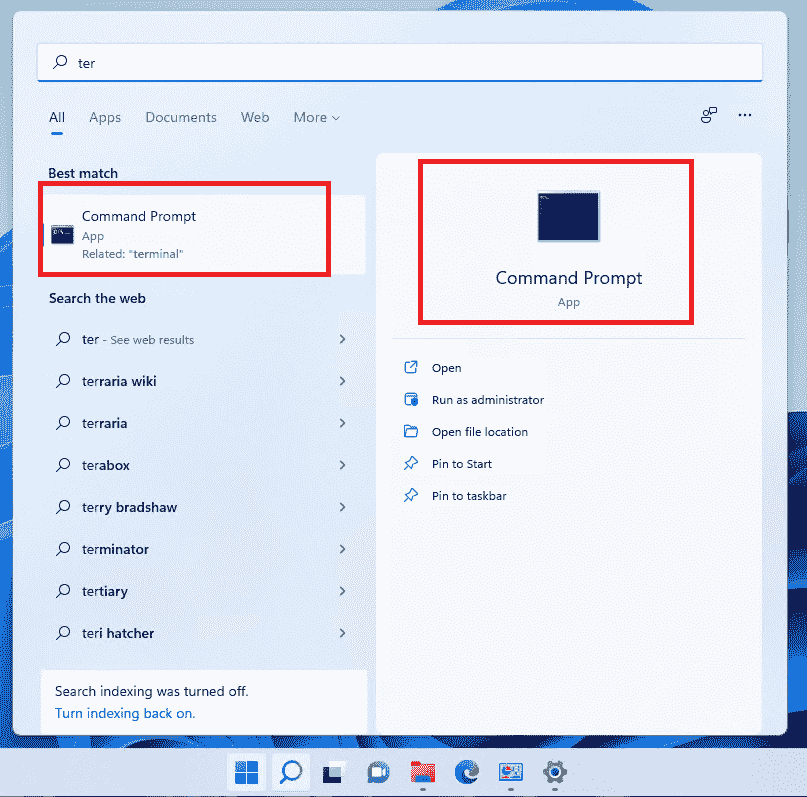 ter
All Apps Documents Web More
Best match
Command Prompt
App
Related: "terminal"
Search the web
ter - See web results
terraria wiki
terraria
terabox
terry bradshaw
terminator
tertiary
teri hatcher
Search indexing was turned off.
Turn indexing back on.
Command Prompt
App
Open
Run as administrator
Open file location
Pin to Start
Pin to taskbar